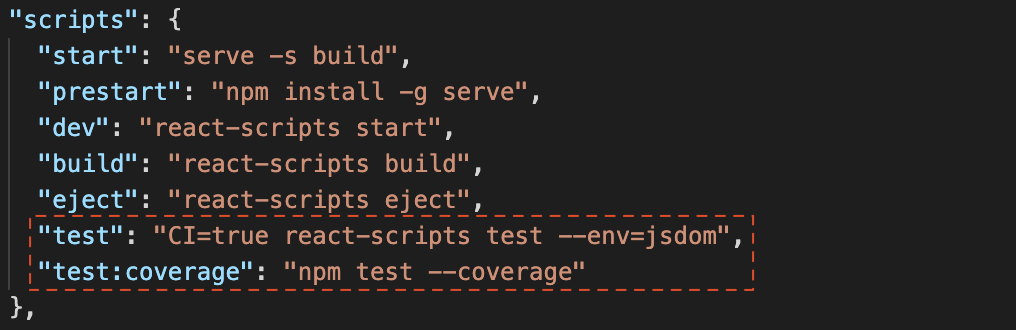 "scripts": {
"start": "serve -s build",
"prestart": "npm install -g serve",
"dev": "react-scripts start",
"build": "react-scripts build",
"eject": "react-scripts eject",
"test": "CI=true react-scripts test --env=jsdom",
"test:coverage": "npm test --coverage"
},